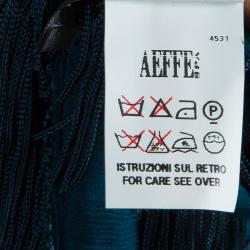 4531
AEFFE
P
ISTRUZIONI SUL RETRO
FOR CARE SEE OVER